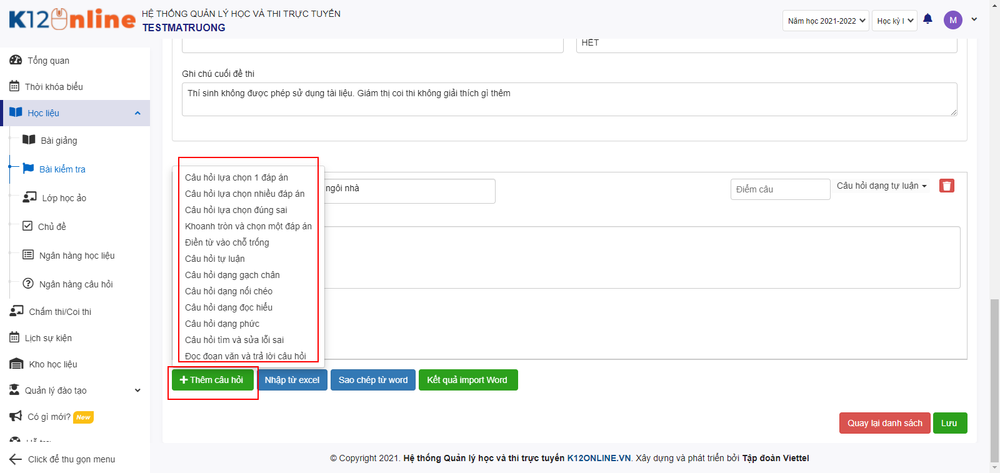 K12Online
HỆ THỐNG QUẢN LÝ HỌC VÀ THI TRỰC TUYẾN
TESTMATRUONG
Năm học 2021-2022
Học kỳ I
M
Tổng quan
Thời khóa biểu
Học liệu
Bài giảng
Bài kiểm tra
Lớp học ảo
Chủ đề
Ngân hàng học liệu
Ngân hàng câu hỏi
Chấm thi/Coi thi
Lịch sự kiện
Kho học liệu
Quản lý đào tạo
Có gì mới? New
Click để thu gọn menu
HẾT
Ghi chú cuối đề thi
Thí sinh không được phép sử dụng tài liệu. Giám thị coi thi không giải thích gì thêm
Câu hỏi lựa chọn 1 đáp án
Câu hỏi lựa chọn nhiều đáp án
Câu hỏi lựa chọn đúng sai
Khoanh tròn và chọn một đáp án
Điền từ vào chỗ trống
Câu hỏi tự luận
Câu hỏi dạng gạch chân
Câu hỏi dạng nối chéo
Câu hỏi dạng đọc hiểu
Câu hỏi dạng phức
Câu hỏi tìm và sửa lỗi sai
Đọc đoạn văn và trả lời câu hỏi
ngôi nhà
Điểm câu
Câu hỏi dạng tự luận
Thêm câu hỏi
Nhập từ excel
Sao chép từ word
Kết quả import Word
Quay lại danh sách
Lưu
© Copyright 2021. Hệ thống Quản lý học và thi trực tuyến K12ONLINE.VN. Xây dựng và phát triển bởi Tập đoàn Viettel